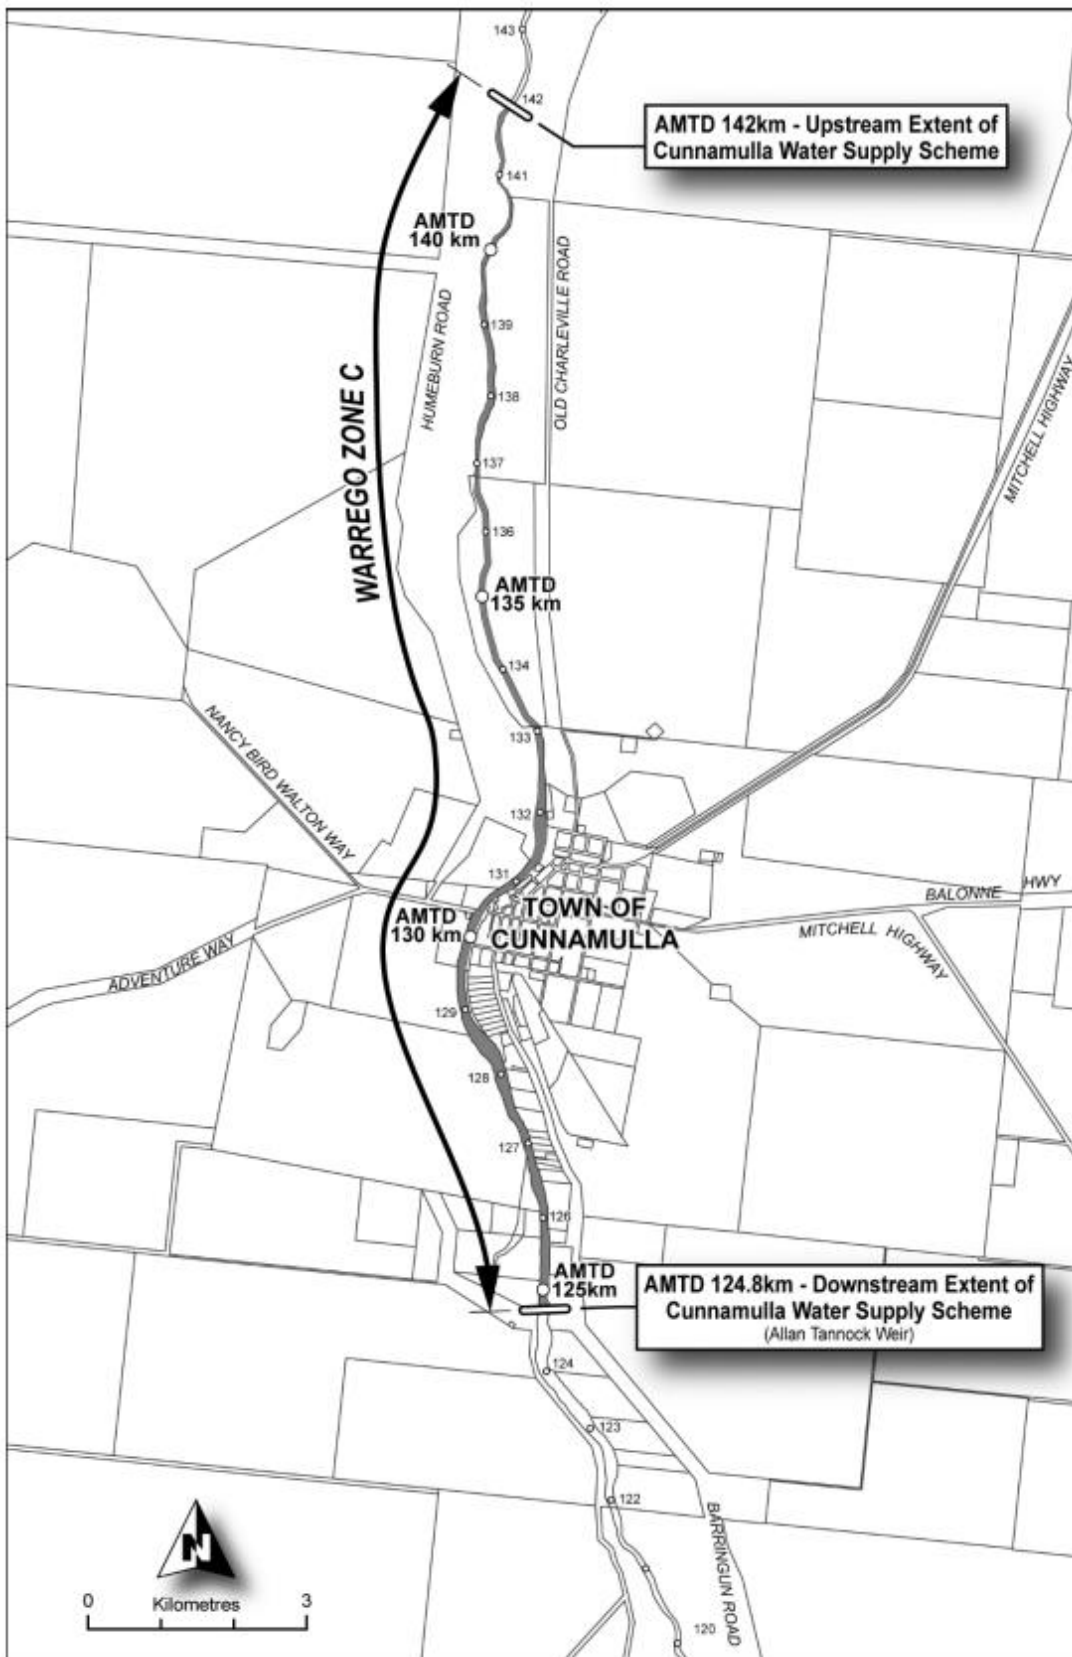 143
142
AMTD 142km - Upstream Extent of
Cunnamulla Water Supply Scheme
141
AMTD
140 km
OLD CHARLEVILLE ROAD
HUMEBURN ROAD
139
MITCHELL HIGHWAY
138
WARREGO ZONE C
137
136
AMTD
135 km
134
NANCY BIRD WALTON WAY
133
132
131
BALONNE HWY
TOWN OF
CUNNAMULLA
AMTD
130 km
MITCHELL HIGHWAY
ADVENTURE WAY
129
128
127
126
AMTD
125km
AMTD 124.8km - Downstream Extent of
Cunnamulla Water Supply Scheme
(Allan Tannock Weir)
124
123
122
BARRINGUN ROAD
N
0 Kilometres 3
120